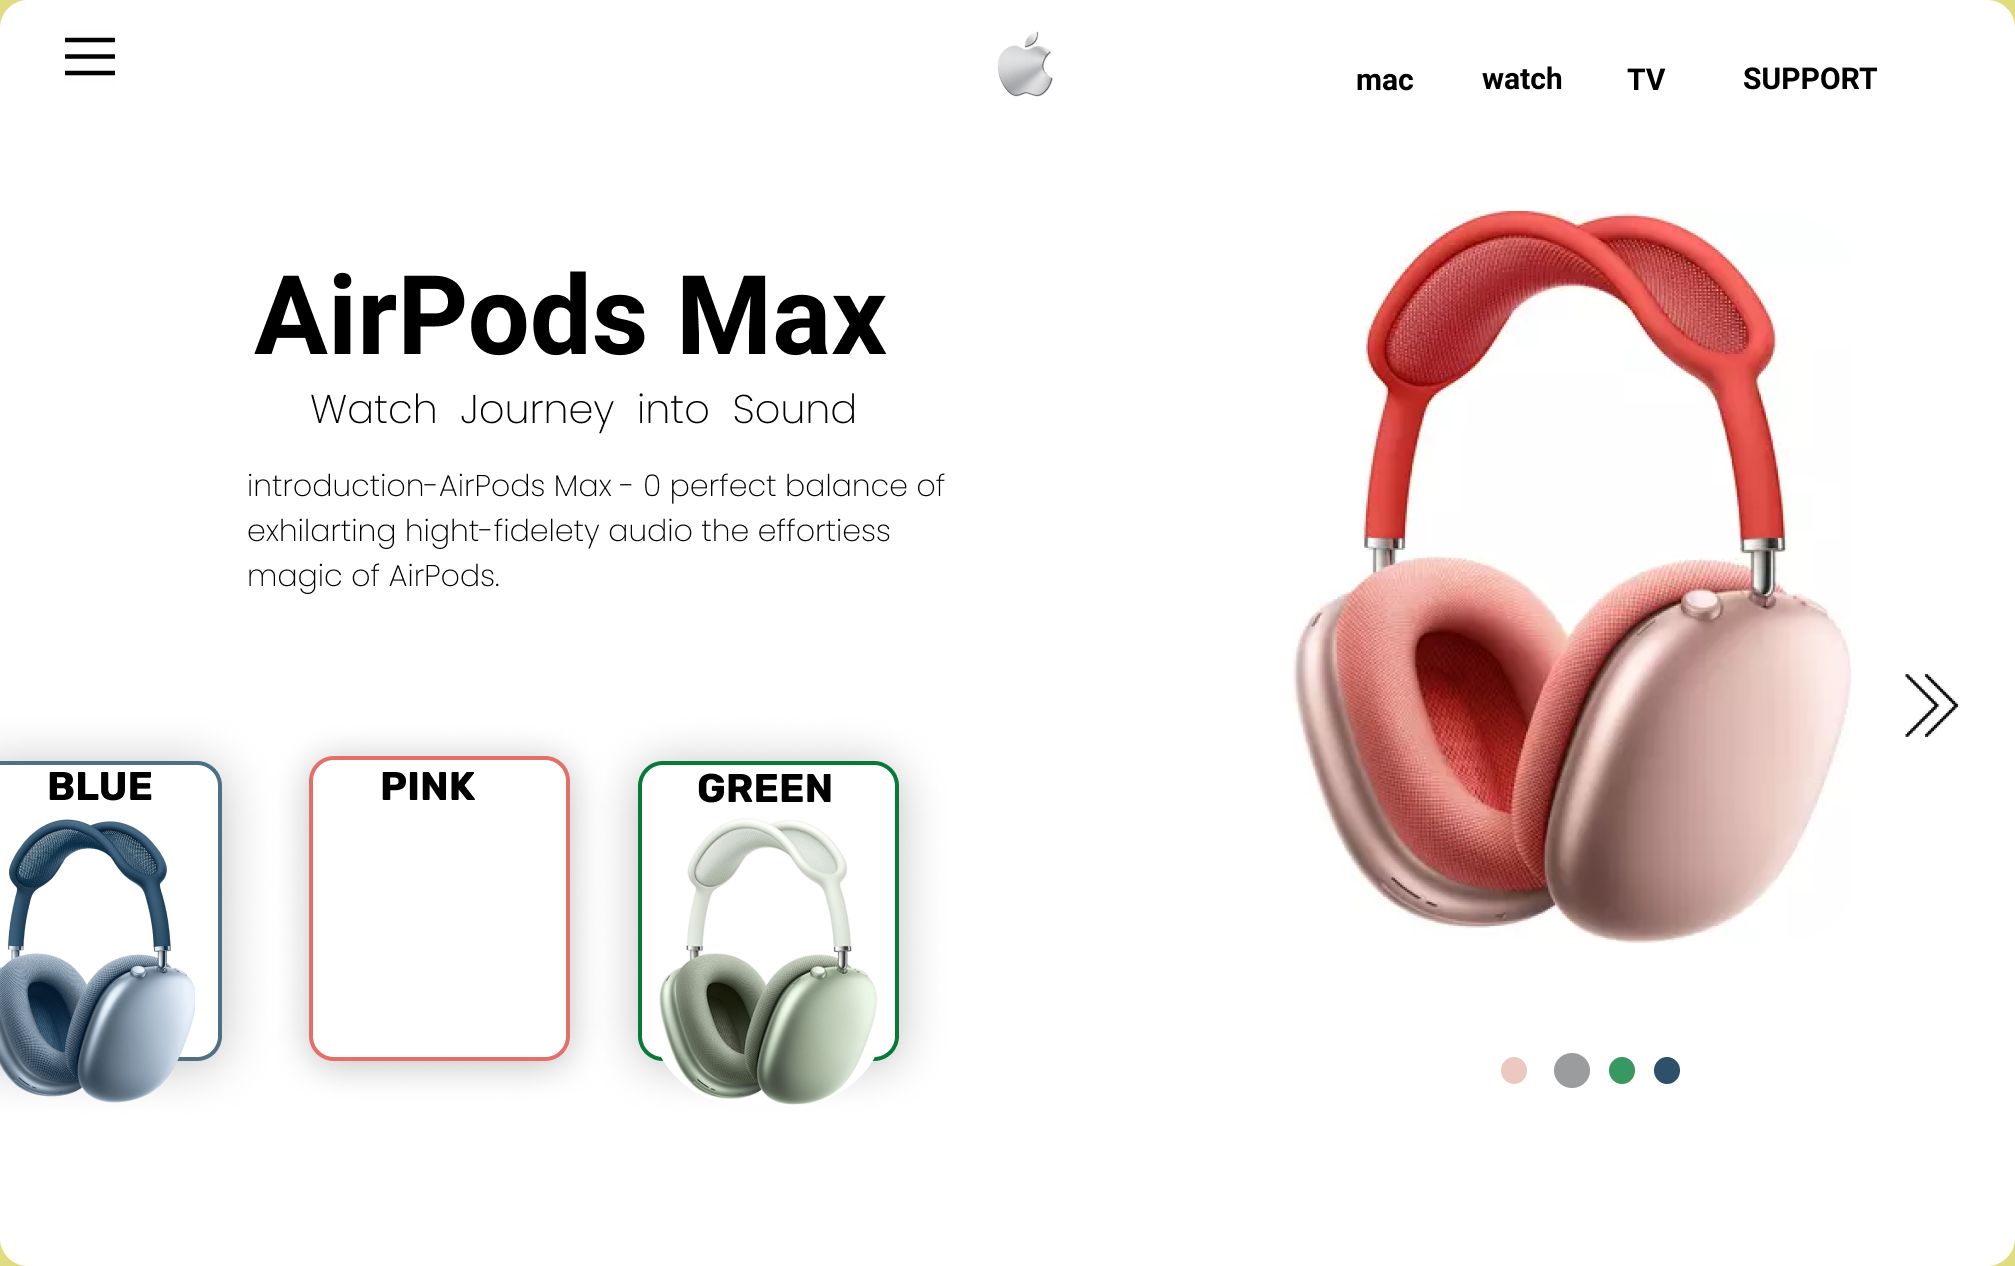 mac watch TV SUPPORT
AirPods Max
Watch Journey into Sound
introduction-AirPods Max - 0 perfect balance of
exhilarting hight-fidelety audio the effortiess
magic of AirPods.
BLUE PINK GREEN